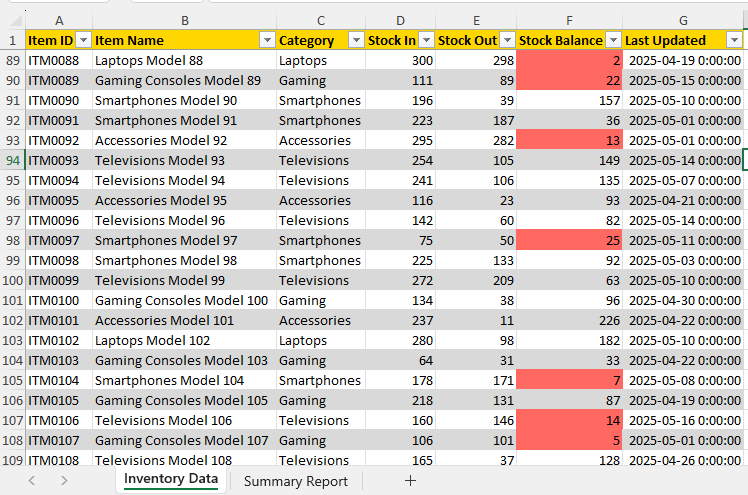 A B C D E F G
1 Item ID Item Name Category Stock In Stock Out Stock Balance Last Updated
89 ITM0088 Laptops Model 88 Laptops 300 298 2 2025-04-19 0:00:00
90 ITM0089 Gaming Consoles Model 89 Gaming 111 89 22 2025-05-15 0:00:00
91 ITM0090 Smartphones Model 90 Smartphones 196 39 157 2025-05-10 0:00:00
92 ITM0091 Smartphones Model 91 Smartphones 223 187 36 2025-05-01 0:00:00
93 ITM0092 Accessories Model 92 Accessories 295 282 13 2025-05-01 0:00:00
94 ITM0093 Televisions Model 93 Televisions 254 105 149 2025-05-14 0:00:00
95 ITM0094 Televisions Model 94 Televisions 241 106 135 2025-05-07 0:00:00
96 ITM0095 Accessories Model 95 Accessories 116 23 93 2025-04-21 0:00:00
97 ITM0096 Televisions Model 96 Televisions 142 60 82 2025-05-14 0:00:00
98 ITM0097 Smartphones Model 97 Smartphones 75 50 25 2025-05-11 0:00:00
99 ITM0098 Smartphones Model 98 Smartphones 225 133 92 2025-05-03 0:00:00
100 ITM0099 Televisions Model 99 Televisions 272 209 63 2025-05-10 0:00:00
101 ITM0100 Gaming Consoles Model 100 Gaming 134 38 96 2025-04-30 0:00:00
102 ITM0101 Accessories Model 101 Accessories 237 11 226 2025-04-22 0:00:00
103 ITM0102 Laptops Model 102 Laptops 280 98 182 2025-05-10 0:00:00
104 ITM0103 Gaming Consoles Model 103 Gaming 64 31 33 2025-04-22 0:00:00
105 ITM0104 Smartphones Model 104 Smartphones 178 171 7 2025-05-08 0:00:00
106 ITM0105 Gaming Consoles Model 105 Gaming 218 131 87 2025-04-19 0:00:00
107 ITM0106 Televisions Model 106 Televisions 160 146 14 2025-05-16 0:00:00
108 ITM0107 Gaming Consoles Model 107 Gaming 106 101 5 2025-05-01 0:00:00
109 ITM0108 Televisions Model 108 Televisions 165 37 128 2025-04-26 0:00:00
Inventory Data Summary Report